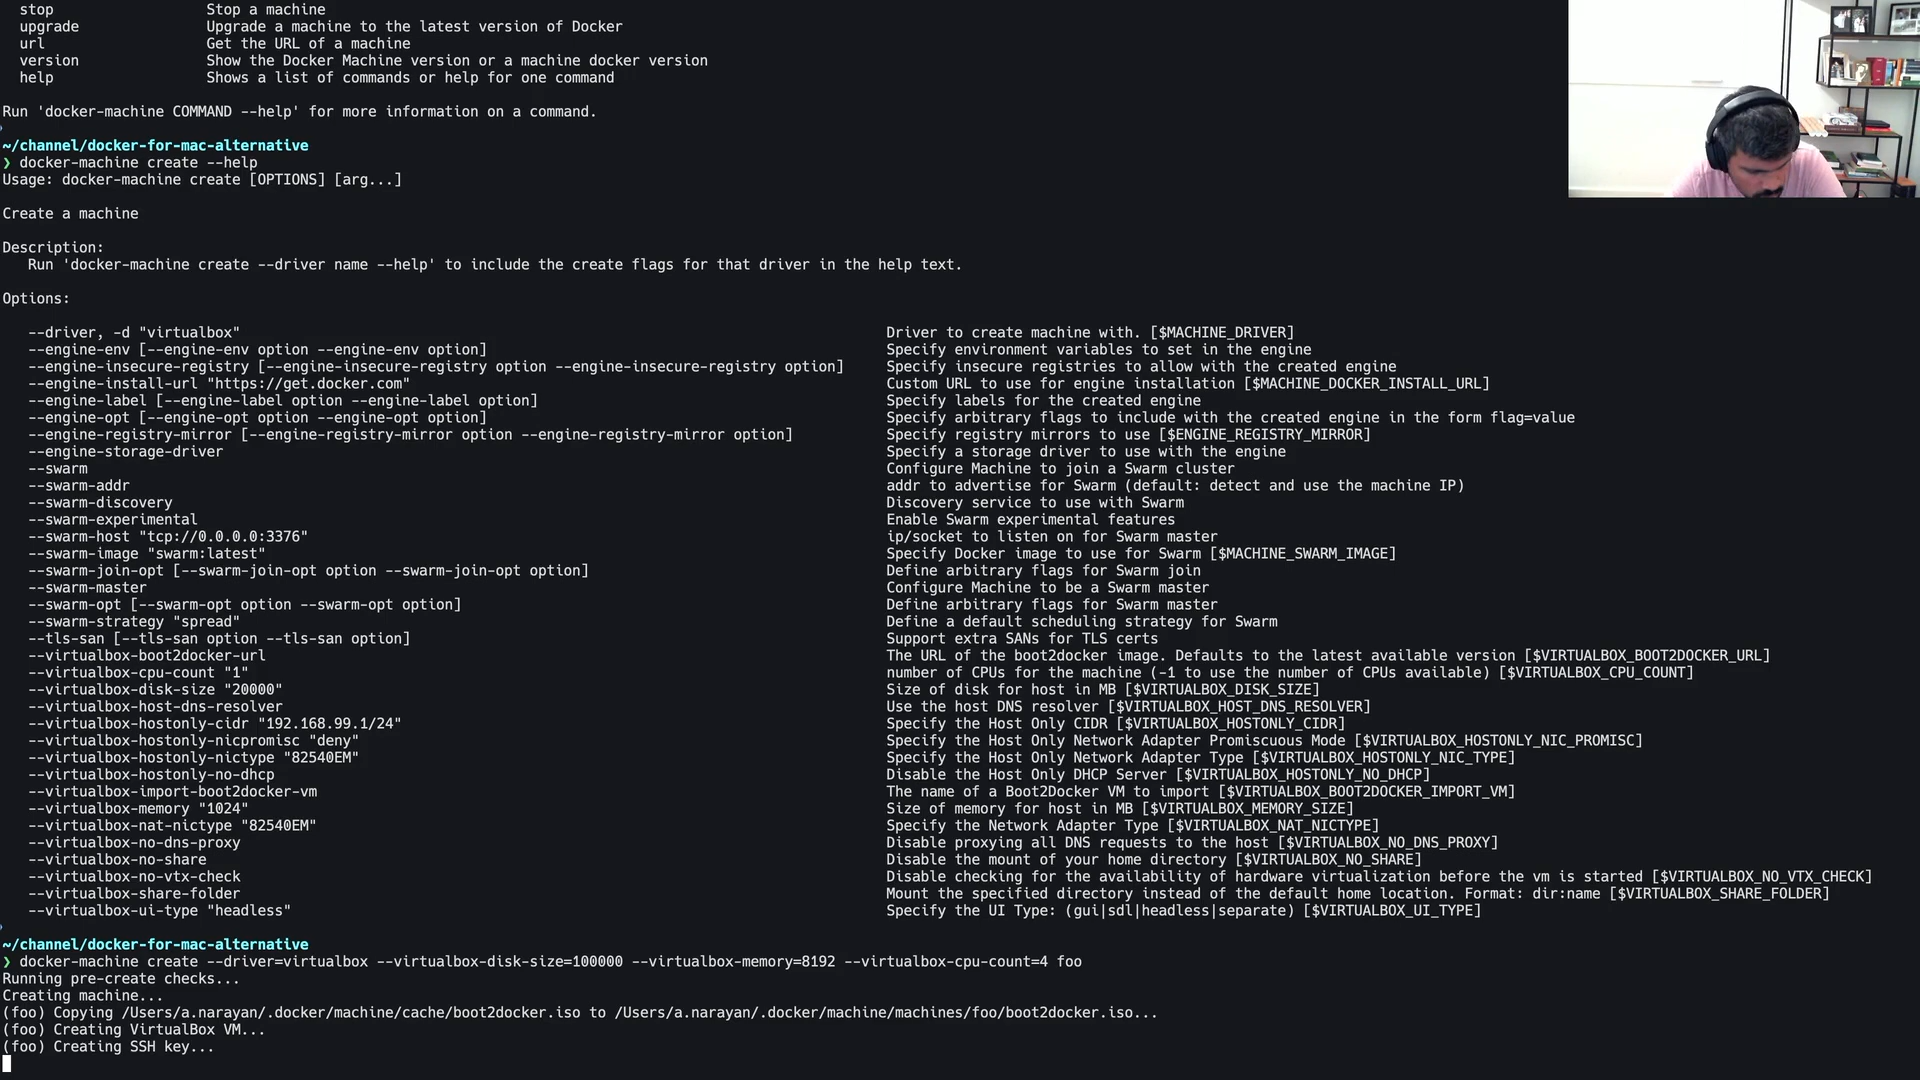 stop Stop a machine
upgrade Upgrade a machine to the latest version of Docker
url Get the URL of a machine
version Show the Docker Machine version or a machine docker version
help Shows a list of commands or help for one command
Run 'docker-machine COMMAND --help' for more information on a command.
~/channel/docker-for-mac-alternative
❯ docker-machine create --help
Usage: docker-machine create [OPTIONS] [arg...]
Create a machine
Description:
Run 'docker-machine create --driver name --help' to include the create flags for that driver in the help text.
Options:
--driver, -d "virtualbox" Driver to create machine with. [$MACHINE_DRIVER]
--engine-env [--engine-env option --engine-env option] Specify environment variables to set in the engine
--engine-insecure-registry [--engine-insecure-registry option --engine-insecure-registry option] Specify insecure registries to allow with the created engine
--engine-install-url "https://get.docker.com" Custom URL to use for engine installation [$MACHINE_DOCKER_INSTALL_URL]
--engine-label [--engine-label option --engine-label option] Specify labels for the created engine
--engine-opt [--engine-opt option --engine-opt option] Specify arbitrary flags to include with the created engine in the form flag=value
--engine-registry-mirror [--engine-registry-mirror option --engine-registry-mirror option] Specify registry mirrors to use [$ENGINE_REGISTRY_MIRROR]
--engine-storage-driver Specify a storage driver to use with the engine
--swarm Configure Machine to join a Swarm cluster
--swarm-addr addr to advertise for Swarm (default: detect and use the machine IP)
--swarm-discovery Discovery service to use with Swarm
--swarm-experimental Enable Swarm experimental features
--swarm-host "tcp://0.0.0.0:3376" ip/socket to listen on for Swarm master
--swarm-image "swarm:latest" Specify Docker image to use for Swarm [$MACHINE_SWARM_IMAGE]
--swarm-join-opt [--swarm-join-opt option --swarm-join-opt option] Define arbitrary flags for Swarm join
--swarm-master Configure Machine to be a Swarm master
--swarm-opt [--swarm-opt option --swarm-opt option] Define arbitrary flags for Swarm master
--swarm-strategy "spread" Define a default scheduling strategy for Swarm
--tls-san [--tls-san option --tls-san option] Support extra SANs for TLS certs
--virtualbox-boot2docker-url The URL of the boot2docker image. Defaults to the latest available version [$VIRTUALBOX_BOOT2DOCKER_URL]
--virtualbox-cpu-count "1" number of CPUs for the machine (-1 to use the number of CPUs available) [$VIRTUALBOX_CPU_COUNT]
--virtualbox-disk-size "20000" Size of disk for host in MB [$VIRTUALBOX_DISK_SIZE]
--virtualbox-host-dns-resolver Use the host DNS resolver [$VIRTUALBOX_HOST_DNS_RESOLVER]
--virtualbox-hostonly-cidr "192.168.99.1/24" Specify the Host Only CIDR [$VIRTUALBOX_HOSTONLY_CIDR]
--virtualbox-hostonly-nicpromisc "deny" Specify the Host Only Network Adapter Promiscuous Mode [$VIRTUALBOX_HOSTONLY_NIC_PROMISC]
--virtualbox-hostonly-nictype "82540EM" Specify the Host Only Network Adapter Type [$VIRTUALBOX_HOSTONLY_NIC_TYPE]
--virtualbox-hostonly-no-dhcp Disable the Host Only DHCP Server [$VIRTUALBOX_HOSTONLY_NO_DHCP]
--virtualbox-import-boot2docker-vm The name of a Boot2Docker VM to import [$VIRTUALBOX_BOOT2DOCKER_IMPORT_VM]
--virtualbox-memory "1024" Size of memory for host in MB [$VIRTUALBOX_MEMORY_SIZE]
--virtualbox-nat-nictype "82540EM" Specify the Network Adapter Type [$VIRTUALBOX_NAT_NICTYPE]
--virtualbox-no-dns-proxy Disable proxying all DNS requests to the host [$VIRTUALBOX_NO_DNS_PROXY]
--virtualbox-no-share Disable the mount of your home directory [$VIRTUALBOX_NO_SHARE]
--virtualbox-no-vtx-check Disable checking for the availability of hardware virtualization before the vm is started [$VIRTUALBOX_NO_VTX_CHECK]
--virtualbox-share-folder Mount the specified directory instead of the default home location. Format: dir:name [$VIRTUALBOX_SHARE_FOLDER]
--virtualbox-ui-type "headless" Specify the UI Type: (gui|sdl|headless|separate) [$VIRTUALBOX_UI_TYPE]
~/channel/docker-for-mac-alternative
❯ docker-machine create --driver=virtualbox --virtualbox-disk-size=100000 --virtualbox-memory=8192 --virtualbox-cpu-count=4 foo
Running pre-create checks...
Creating machine...
(foo) Copying /Users/a.narayan/.docker/machine/cache/boot2docker.iso to /Users/a.narayan/.docker/machine/machines/foo/boot2docker.iso...
(foo) Creating VirtualBox VM...
(foo) Creating SSH key...